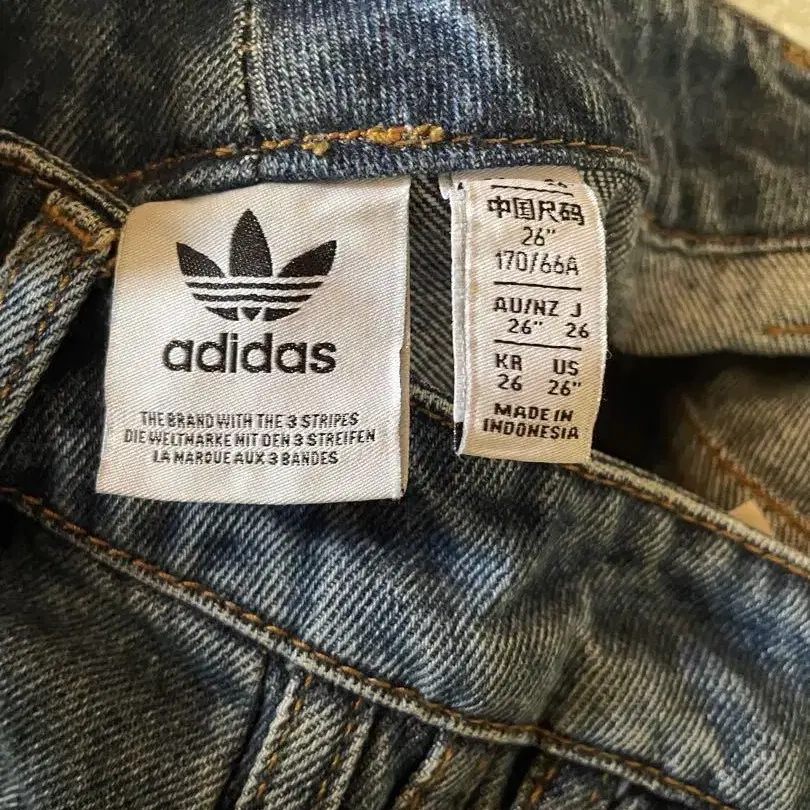 adidas
THE BRAND WITH THE 3 STRIPES
DIE WELTMARKE MIT DEN 3 STREIFEN
LA MARQUE AUX 3 BANDES
中国尺码
26"
170/66A
AU/NZ J
26" 26
KR US
26 26"
MADE IN
INDONESIA